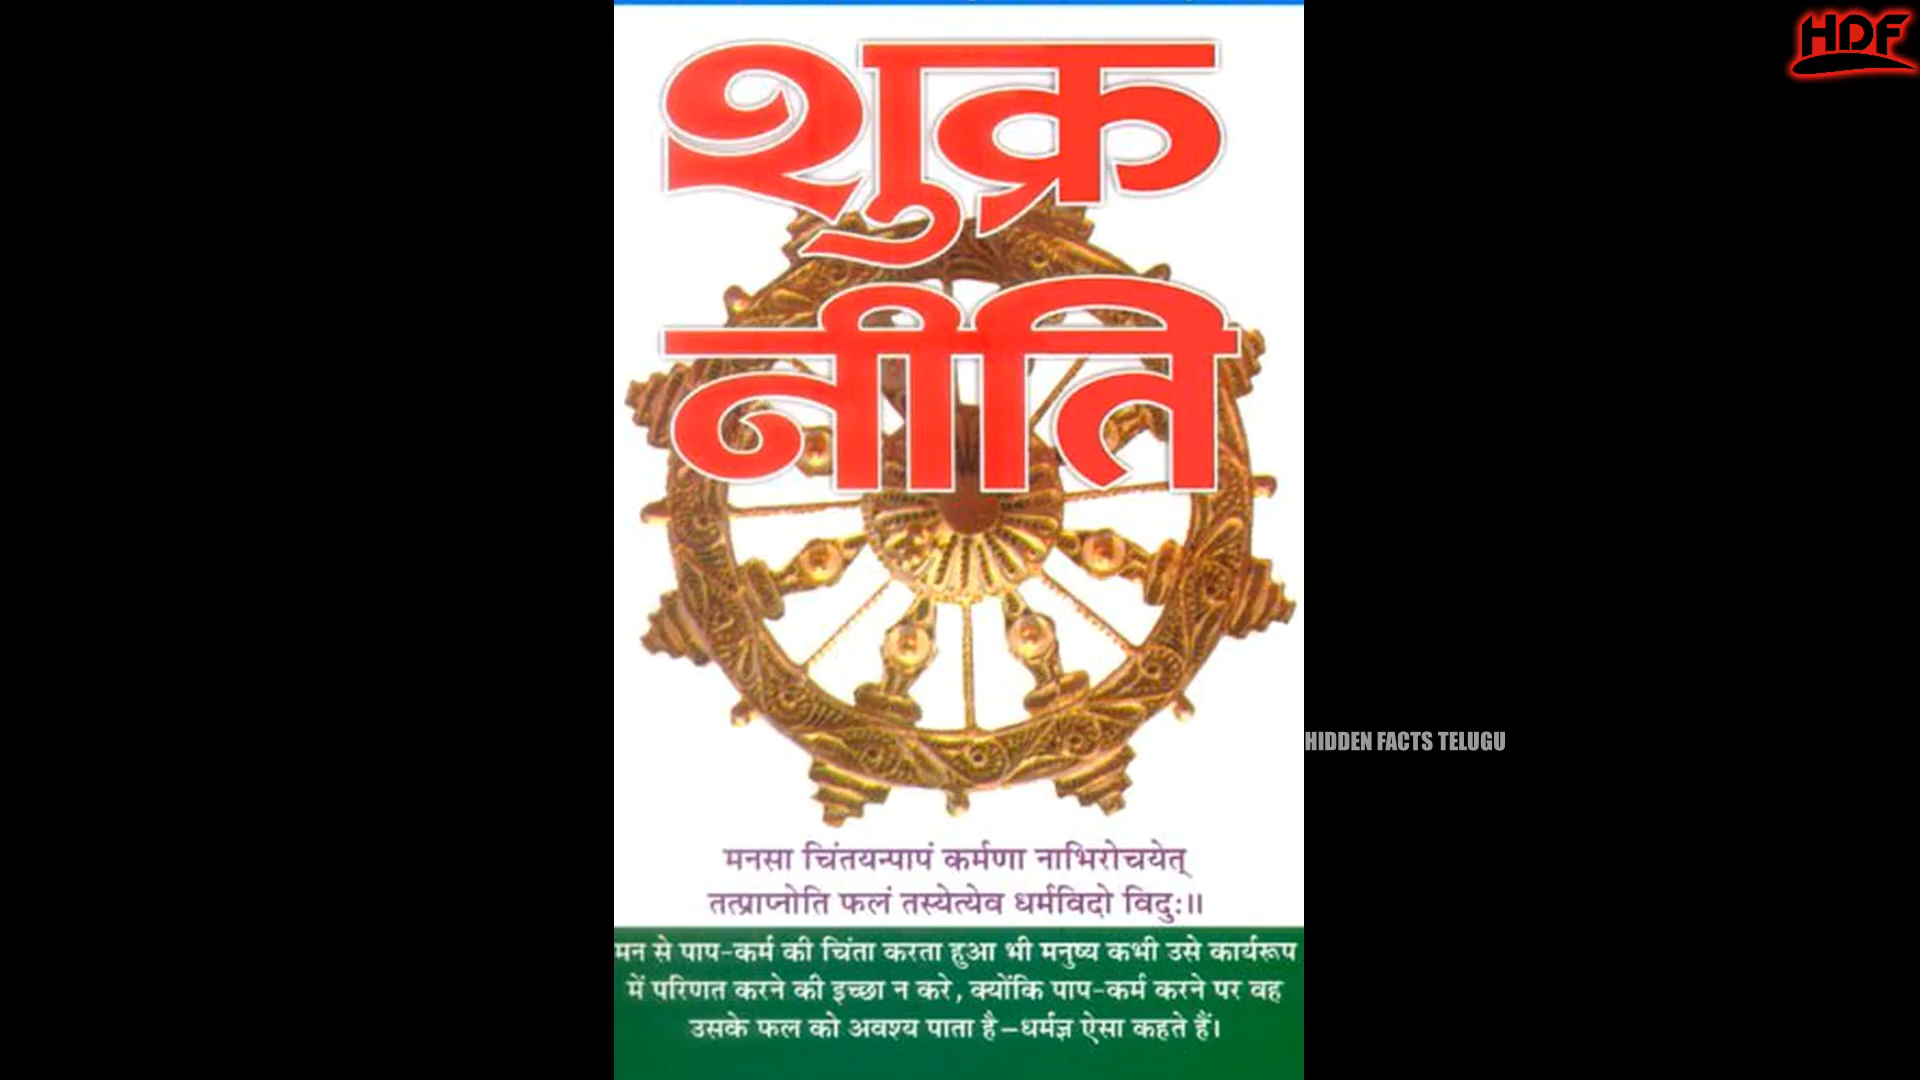 HDF
शुक्र
नीति
HIDDEN FACTS TELUGU
मनसा चिंतयन्पापं कर्मणा नाभिरोचयेत्
तत्प्राप्नोति फलं तस्येत्येव धर्मविदो विदुः॥
मन से पाप-कर्म की चिंता करता हुआ भी मनुष्य कभी उसे कार्यरूप
में परिणत करने की इच्छा न करे, क्योंकि पाप-कर्म करने पर वह
उसके फल को अवश्य पाता है–धर्मज्ञ ऐसा कहते हैं।